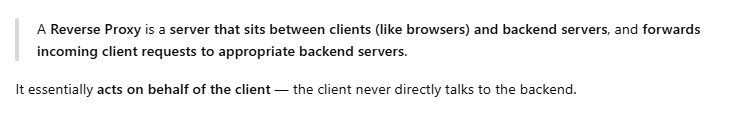 A Reverse Proxy is a server that sits between clients (like browsers) and backend servers, and forwards
incoming client requests to appropriate backend servers.
It essentially acts on behalf of the client — the client never directly talks to the backend.